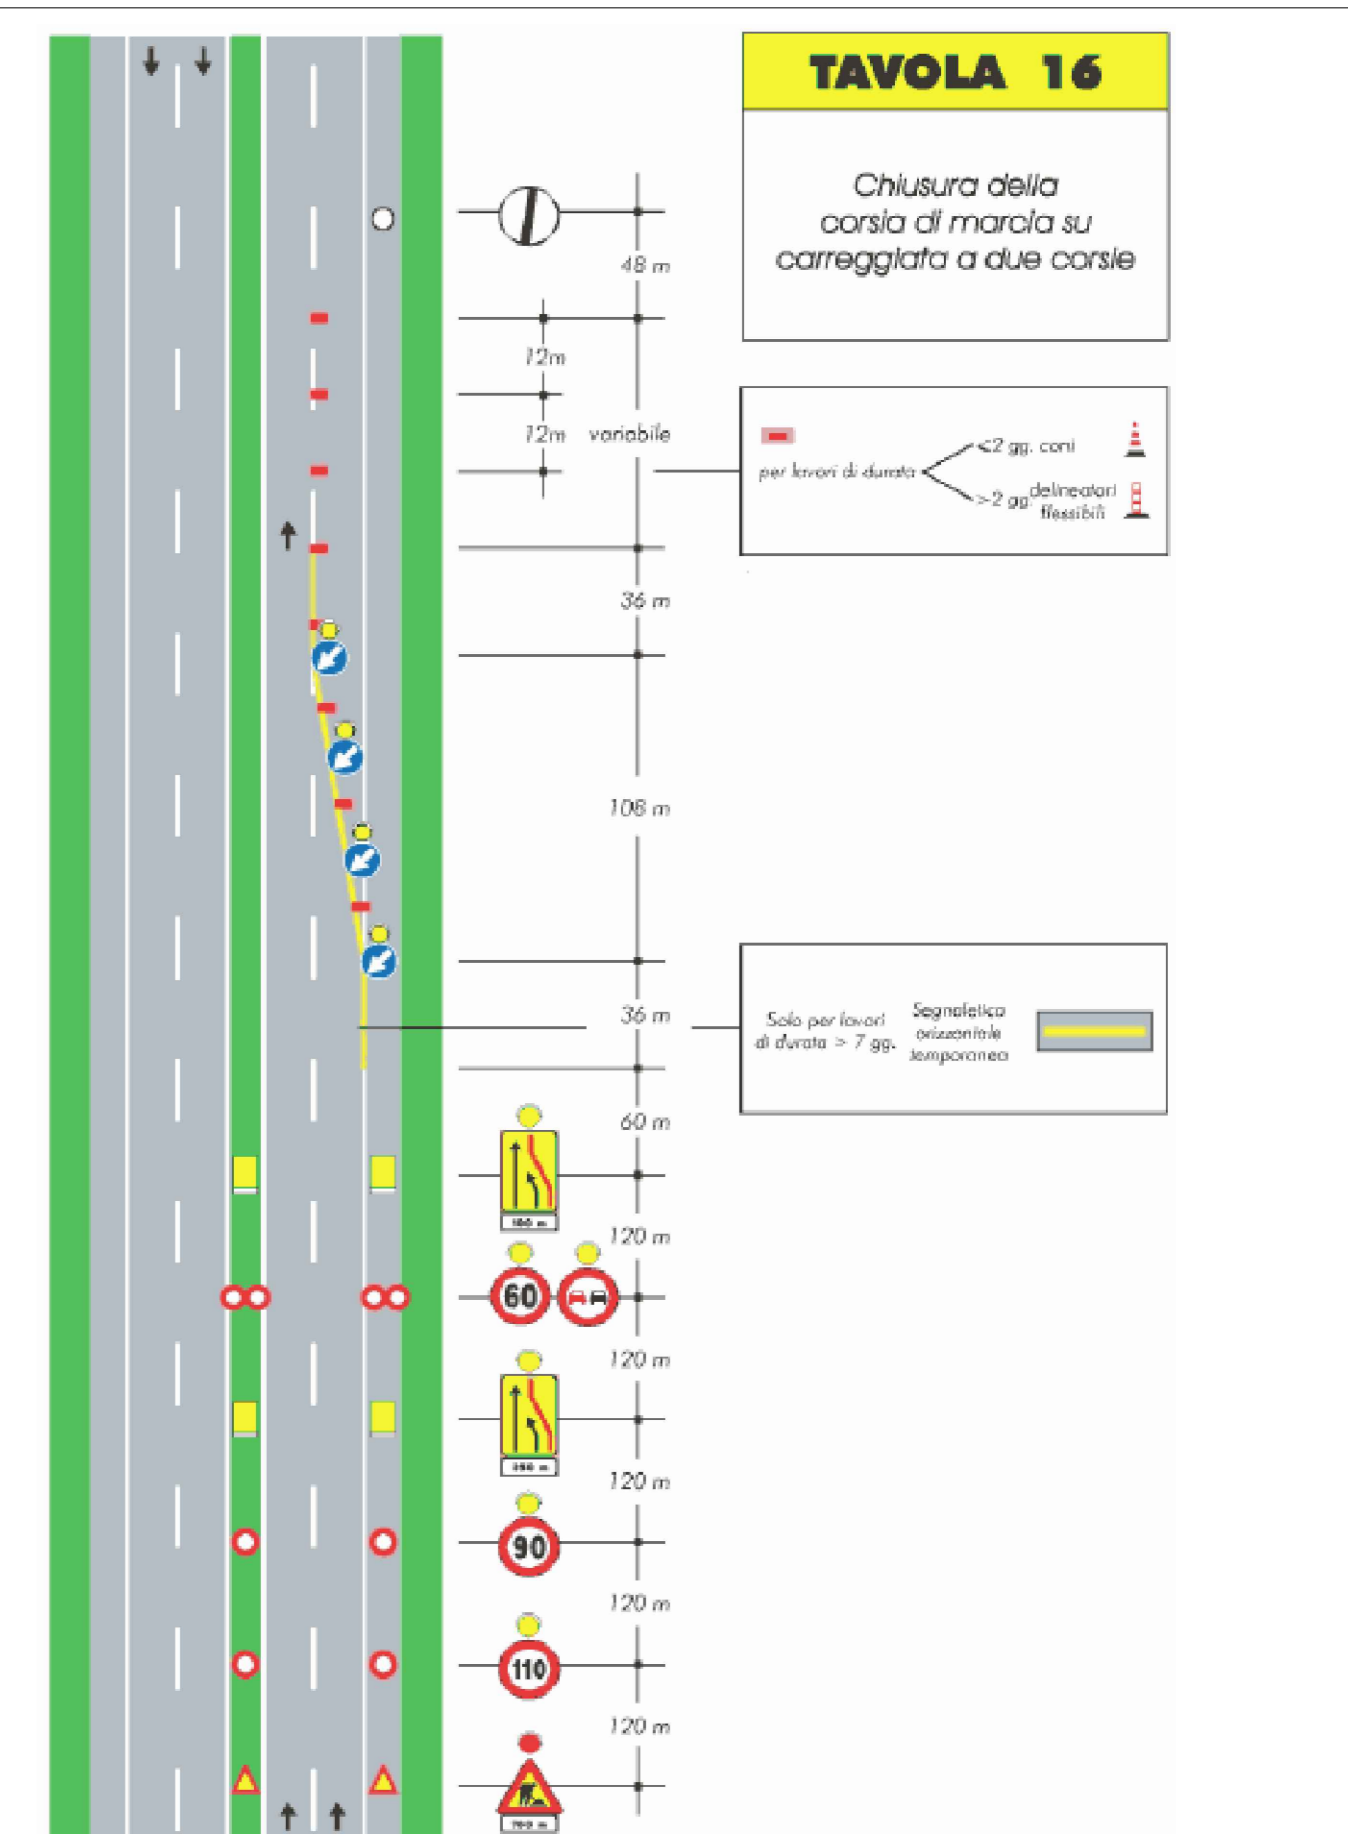 TAVOLA 16
Chiusura della
corsia di marcia su
carreggiata a due corsie
48 m
12m
12m variabile
per lavori di durata
<2 gg. coni
>2 gg. delineatori
flessibili
36 m
108 m
36 m
Solo per lavori
di durata > 7 gg.
Segnaletica
orizzontale
temporanea
60 m
120 m
60
120 m
120 m
90
120 m
110
120 m
700 m